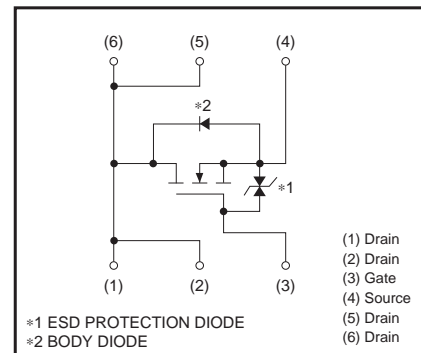 (6) (5) (4)
∗2
∗1
(1) (2) (3)
(1) Drain
(2) Drain
(3) Gate
(4) Source
(5) Drain
(6) Drain
∗1 ESD PROTECTION DIODE
∗2 BODY DIODE